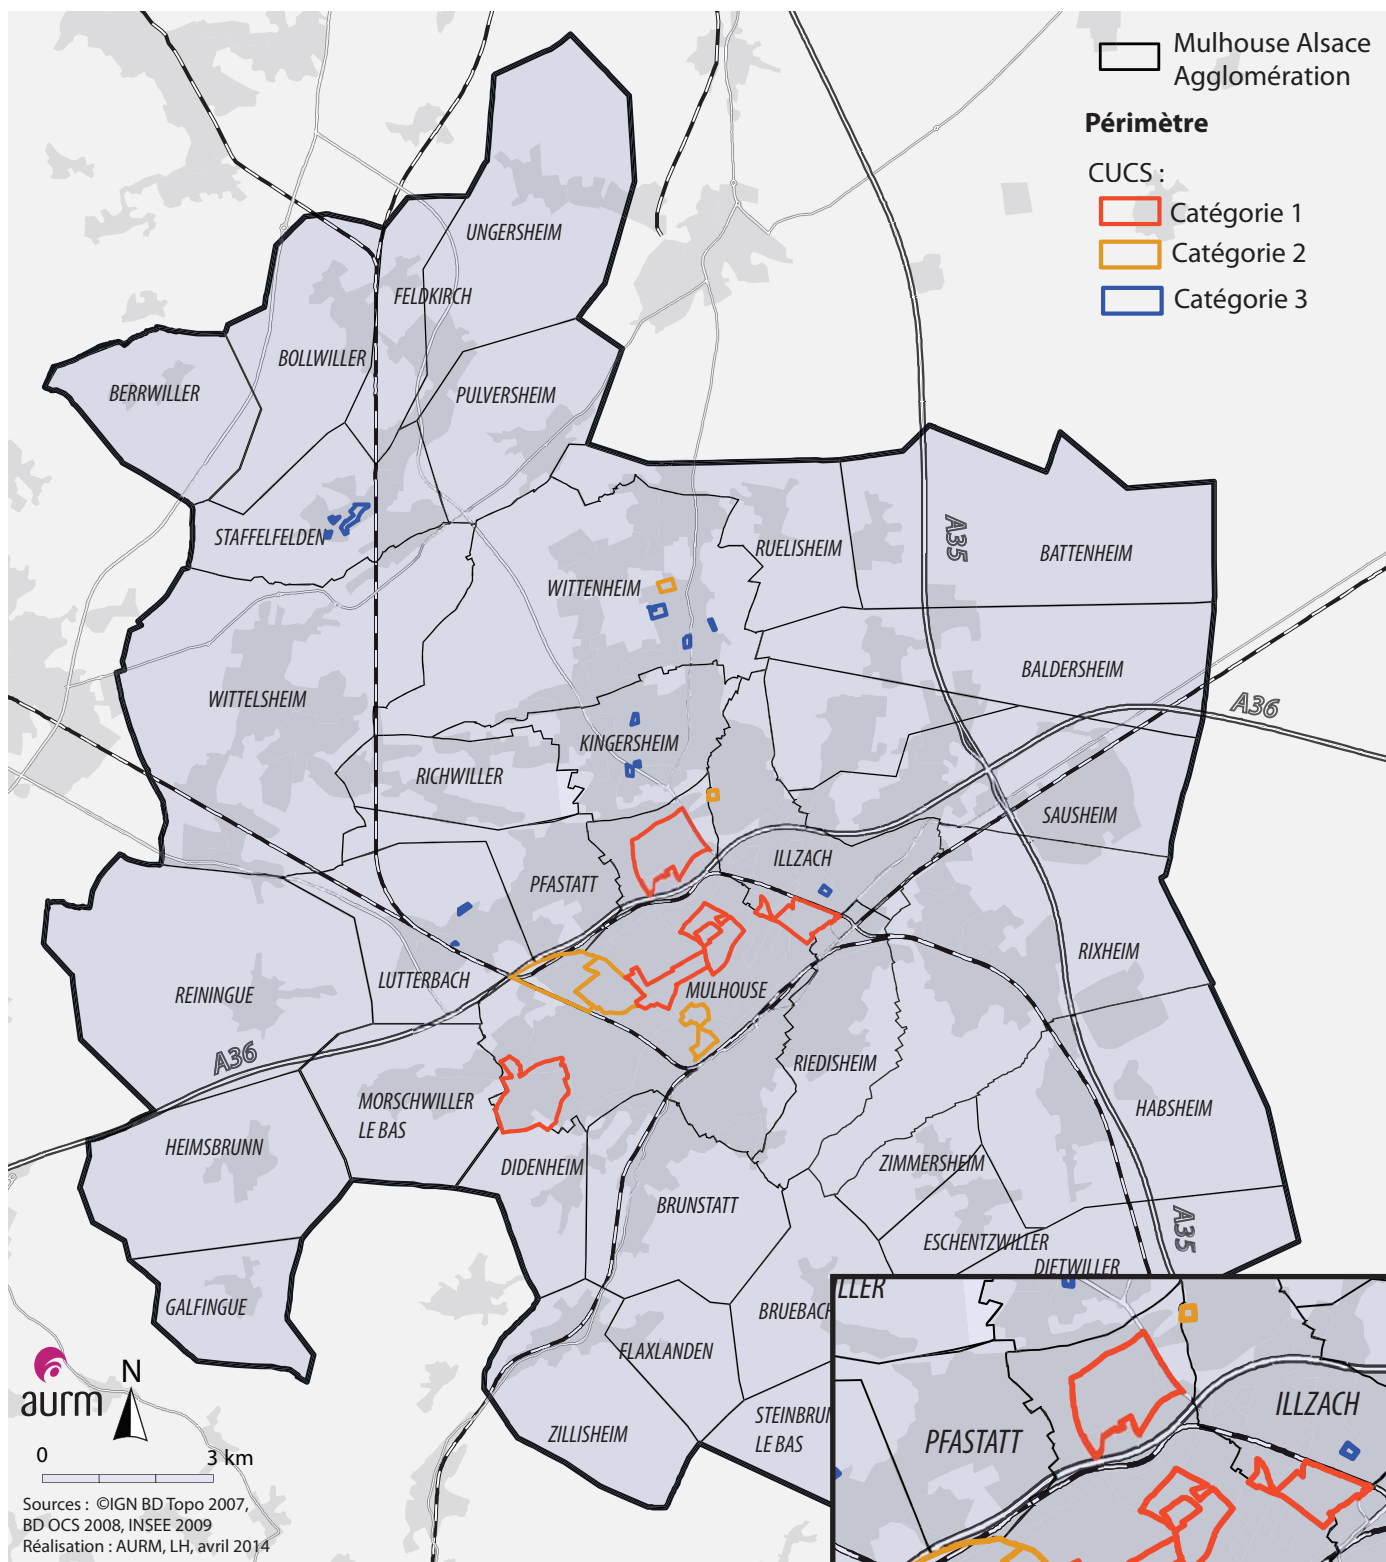 Mulhouse Alsace
Agglomération
Périmètre
CUCS :
Catégorie 1
Catégorie 2
Catégorie 3
UNGERSHEIM
FELDKIRCH
BOLLWILLER
BERRWILLER
PULVERSHEIM
STAFFELFELDEN
A35
RUELISHEIM
BATTENHEIM
WITTENHEIM
BALDERSHEIM
WITTELSHEIM
A36
KINGERSHEIM
RICHWILLER
SAUSHEIM
ILLZACH
PFASTATT
RIXHEIM
LUTTERBACH
MULHOUSE
REININGUE
A36
RIEDISHEIM
MORSCHWILLER
LE BAS
HABSHEIM
HEIMSBRUNN
DIDENHEIM
ZIMMERSHEIM
BRUNSTATT
A35
ESCHENTZWILLER
DIETWILLER
GALFINGUE
BRUEBACH
FLAXLANDEN
STEINBRUN
LE BAS
ZILLISHEIM
LLER
ILLZACH
PFASTATT
aurm
N
0 3 km
Sources : ©IGN BD Topo 2007,
BD OCS 2008, INSEE 2009
Réalisation : AURM, LH, avril 2014